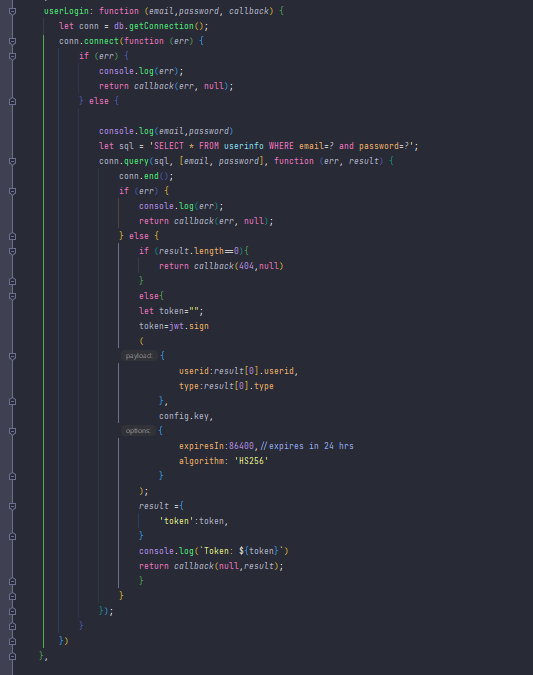 userLogin: function (email,password, callback) {
let conn = db.getConnection();
conn.connect(function (err) {
if (err) {
console.log(err);
return callback(err, null);
} else {
console.log(email,password)
let sql = 'SELECT * FROM userinfo WHERE email=? and password=?';
conn.query(sql, [email, password], function (err, result) {
conn.end();
if (err) {
console.log(err);
return callback(err, null);
} else {
if (result.length==0){
return callback(404,null)
}
else{
let token="";
token=jwt.sign
(
payload: {
userid:result[0].userid,
type:result[0].type
},
config.key,
options: {
expiresIn:86400,//expires in 24 hrs
algorithm: 'HS256'
}
);
result ={
'token':token,
}
console.log(`Token: ${token}`)
return callback(null,result);
}
}
});
}
})
},